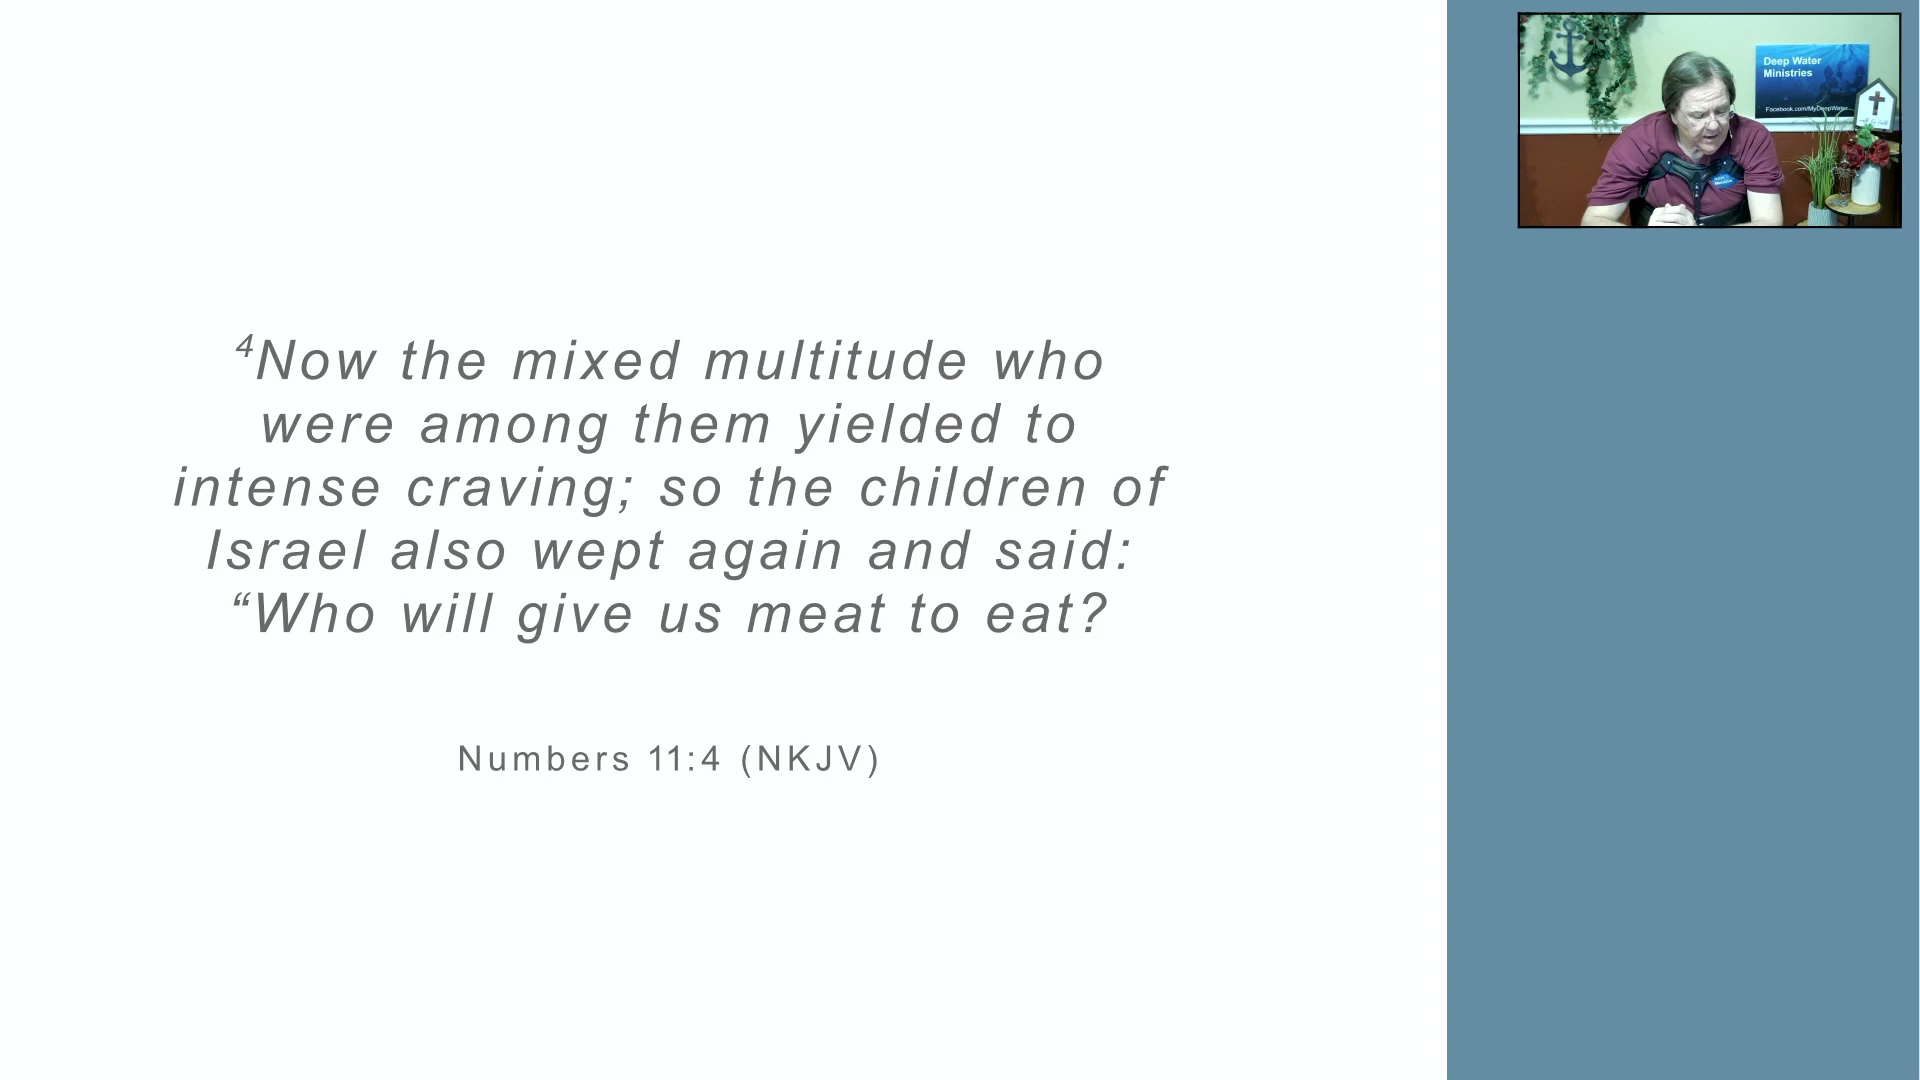 ⁴Now the mixed multitude who
were among them yielded to
intense craving; so the children of
Israel also wept again and said:
“Who will give us meat to eat?
Numbers 11:4 (NKJV)
Deep Water
Ministries